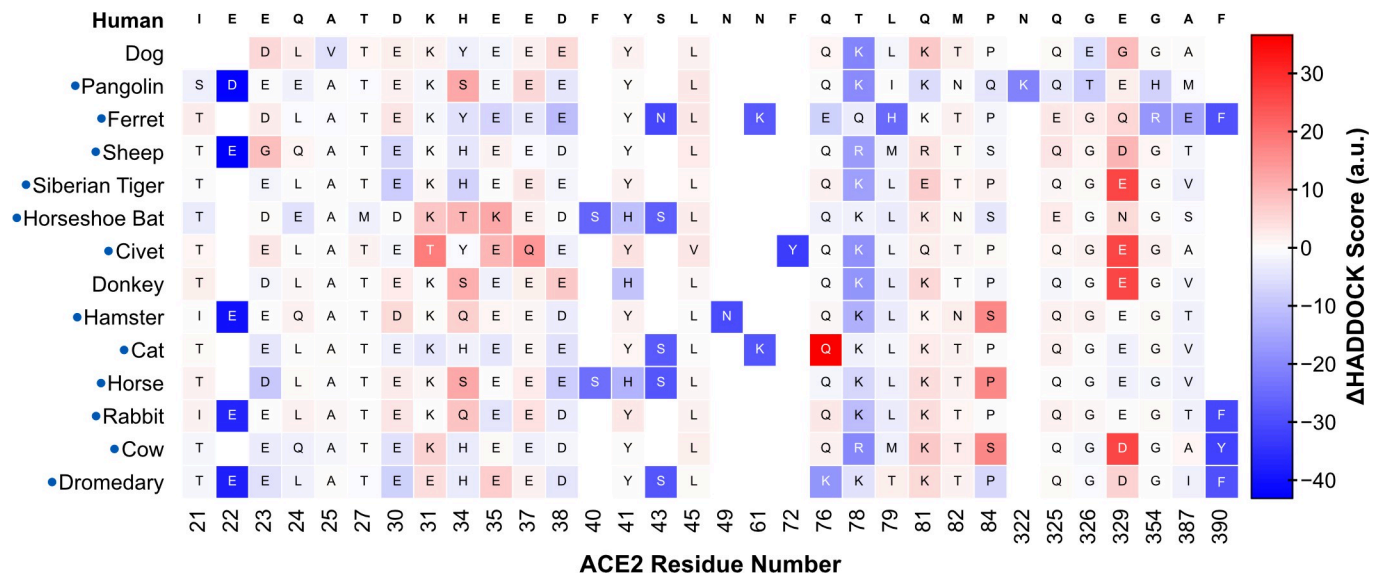 Human I E E Q A T D K H E E D F Y S L N N F Q T L Q M P N Q G E G A F
Dog D L V T E K Y E E E Y L Q K L K T P Q E G G A
•Pangolin S D E E A T E K S E E E Y L Q K I K N Q K Q T E H M
•Ferret T D L A T E K Y E E E Y N L K E Q H K T P E G Q R E F
•Sheep T E G Q A T E K H E E D Y L Q R M R T S Q G D G T
•Siberian Tiger T E L A T E K H E E E Y L Q K L E T P Q G E G V
•Horseshoe Bat T D E A M D K T K E D S H S L Q K L K N S E G N G S
•Civet T E L A T E T Y E Q E Y V Y Q K L Q T P Q G E G A
Donkey T D L A T E K S E E E H L Q K L K T P Q G E G V
•Hamster I E E Q A T D K Q E E D Y L N Q K L K N S Q G E G T
•Cat T E L A T E K H E E E Y S L K Q K L K T P Q G E G V
•Horse T D L A T E K S E E E S H S L Q K L K T P Q G E G V
•Rabbit I E E L A T E K Q E E D Y L Q K L K T P Q G E G T F
•Cow T E Q A T E K H E E D Y L Q R M K T S Q G D G A Y
•Dromedary T E E L A T E E H E E D Y S L K K T K T P Q G D G I F
21 22 23 24 25 27 30 31 34 35 37 38 40 41 43 45 49 61 72 76 78 79 81 82 84 322 325 326 329 354 387 390
ACE2 Residue Number
30
20
10
0
−10
−20
−30
−40
ΔHADDOCK Score (a.u.)